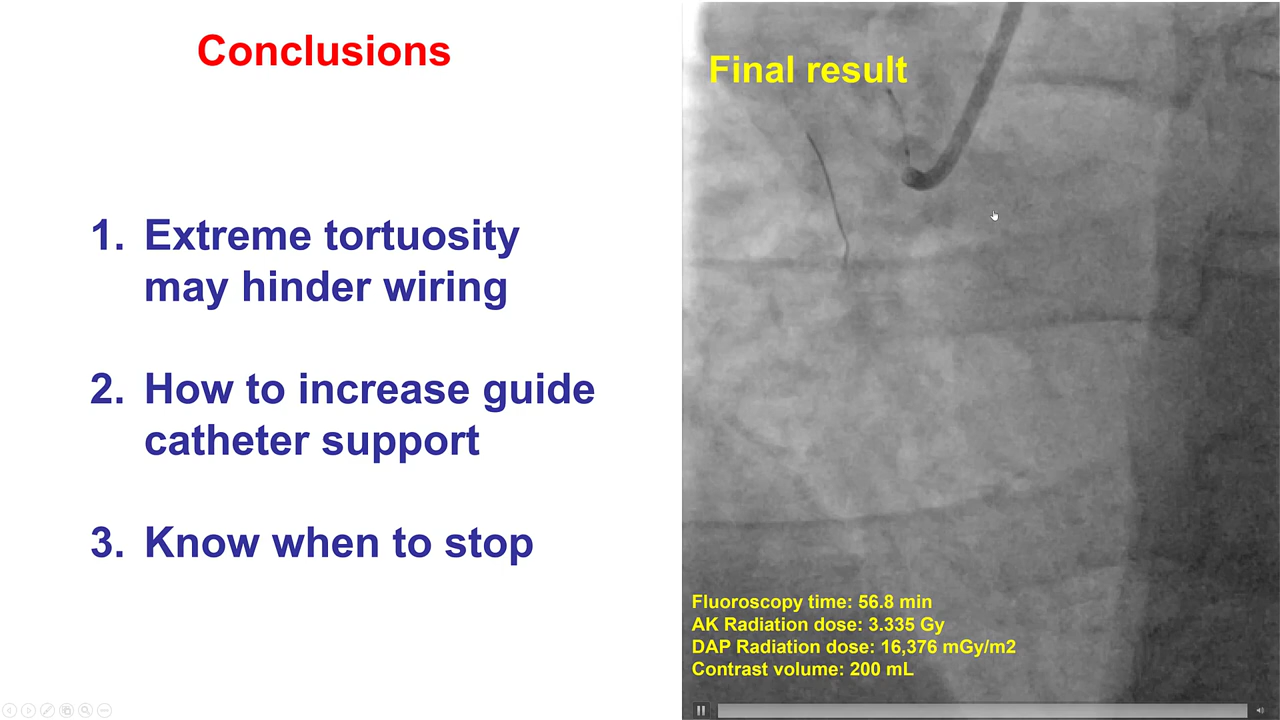 Conclusions
1. Extreme tortuosity
may hinder wiring
2. How to increase guide
catheter support
3. Know when to stop
Final result
Fluoroscopy time: 56.8 min
AK Radiation dose: 3.335 Gy
DAP Radiation dose: 16,376 mGy/m2
Contrast volume: 200 mL